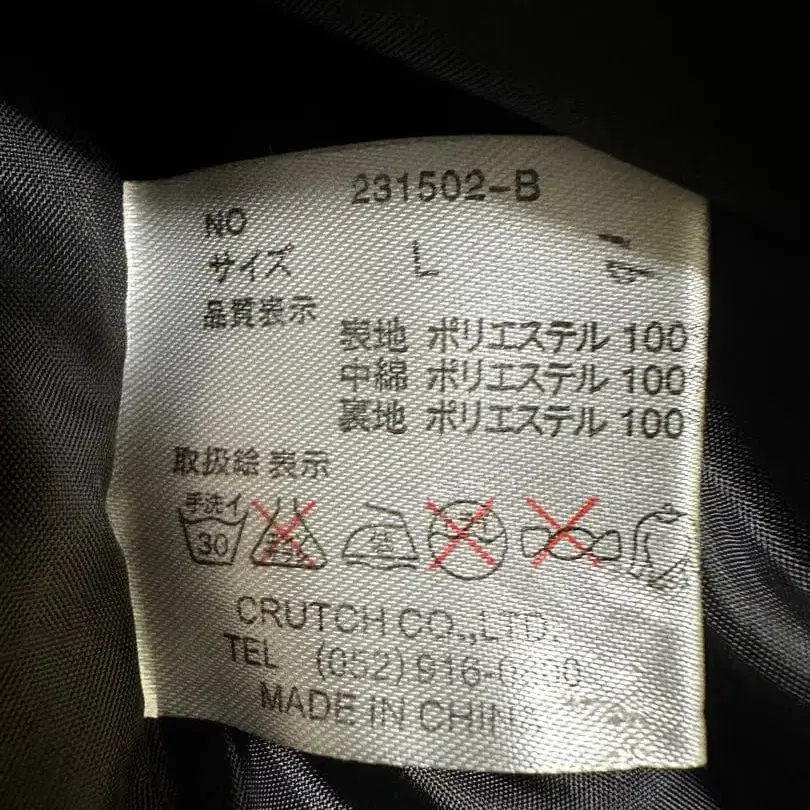 NO 231502-B
サイズ L
品質表示
表地 ポリエステル 100
中綿 ポリエステル 100
裏地 ポリエステル 100
取扱絵表示
手洗イ
30
CRUTCH CO.,LTD.
TEL (052)
MADE IN